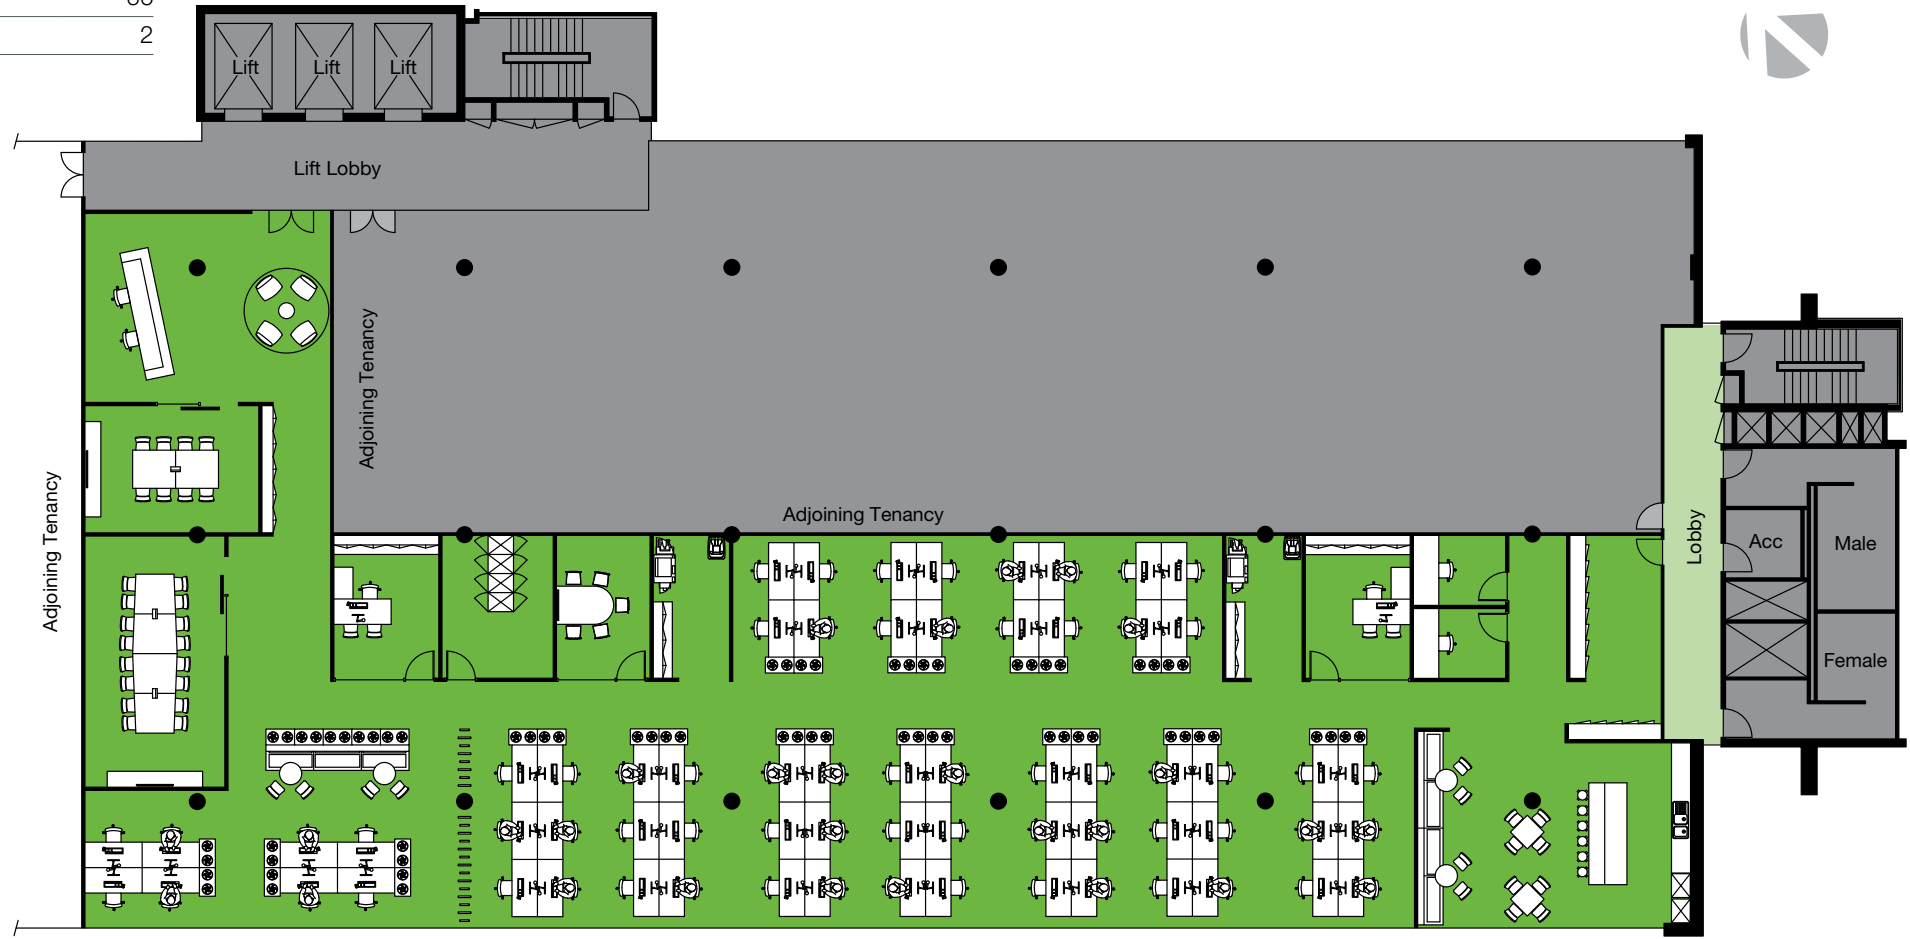 2
Lift
Lift
Lift
Lift Lobby
Adjoining Tenancy
Adjoining Tenancy
Adjoining Tenancy
Lobby
Acc
Male
Female